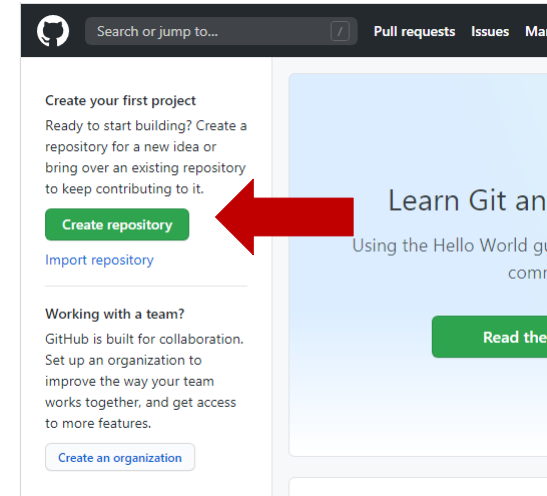 Search or jump to...
/
Pull requests Issues
Create your first project
Ready to start building? Create a
repository for a new idea or
bring over an existing repository
to keep contributing to it.
Create repository
Import repository
Working with a team?
GitHub is built for collaboration.
Set up an organization to
improve the way your team
works together, and get access
to more features.
Create an organization
Learn Git
Using the Hello World
Read the